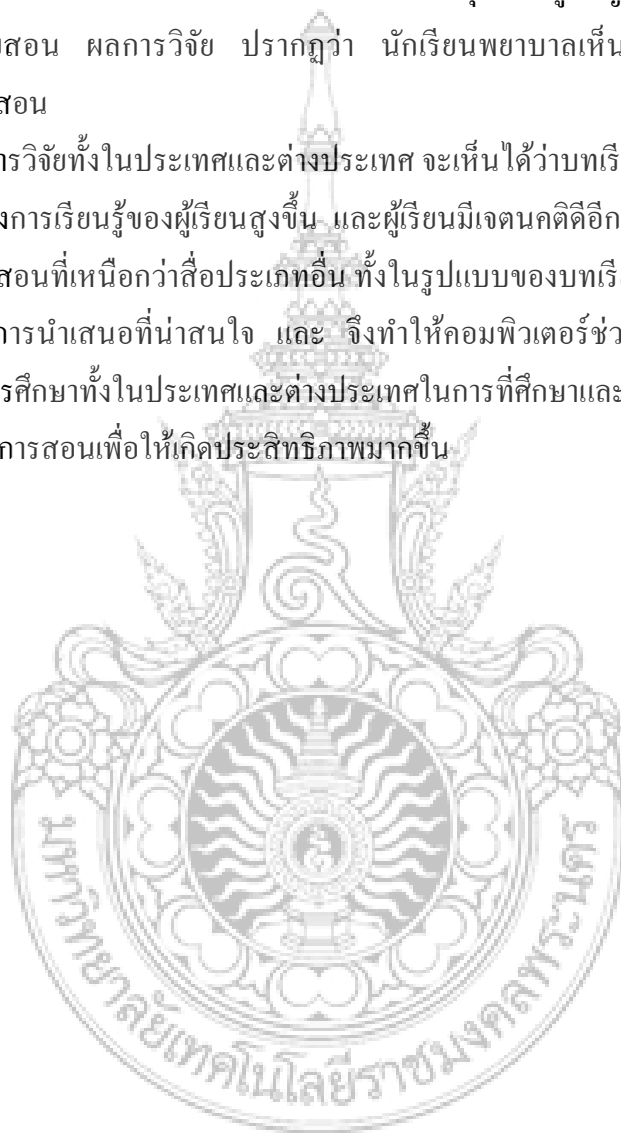 สอน ผลการวิจัย ปรากฏว่า นักเรียนพยาบาลเห็น
สอน
ารวิจัยทั้งในประเทศและต่างประเทศ จะเห็นได้ว่าบทเรี
งการเรียนรู้ของผู้เรียนสูงขึ้น และผู้เรียนมีเจตนคติดีอีก
สอนที่เหนือกว่าสื่อประเภทอื่น ทั้งในรูปแบบของบทเรี
การนำเสนอที่น่าสนใจ และ จึงทำให้คอมพิวเตอร์ช่ว
รศึกษาทั้งในประเทศและต่างประเทศในการที่ศึกษาและ
การสอนเพื่อให้เกิดประสิทธิภาพมากขึ้น
มหาวิทยาลัยเทคโนโลยีราชมงคลพระนคร